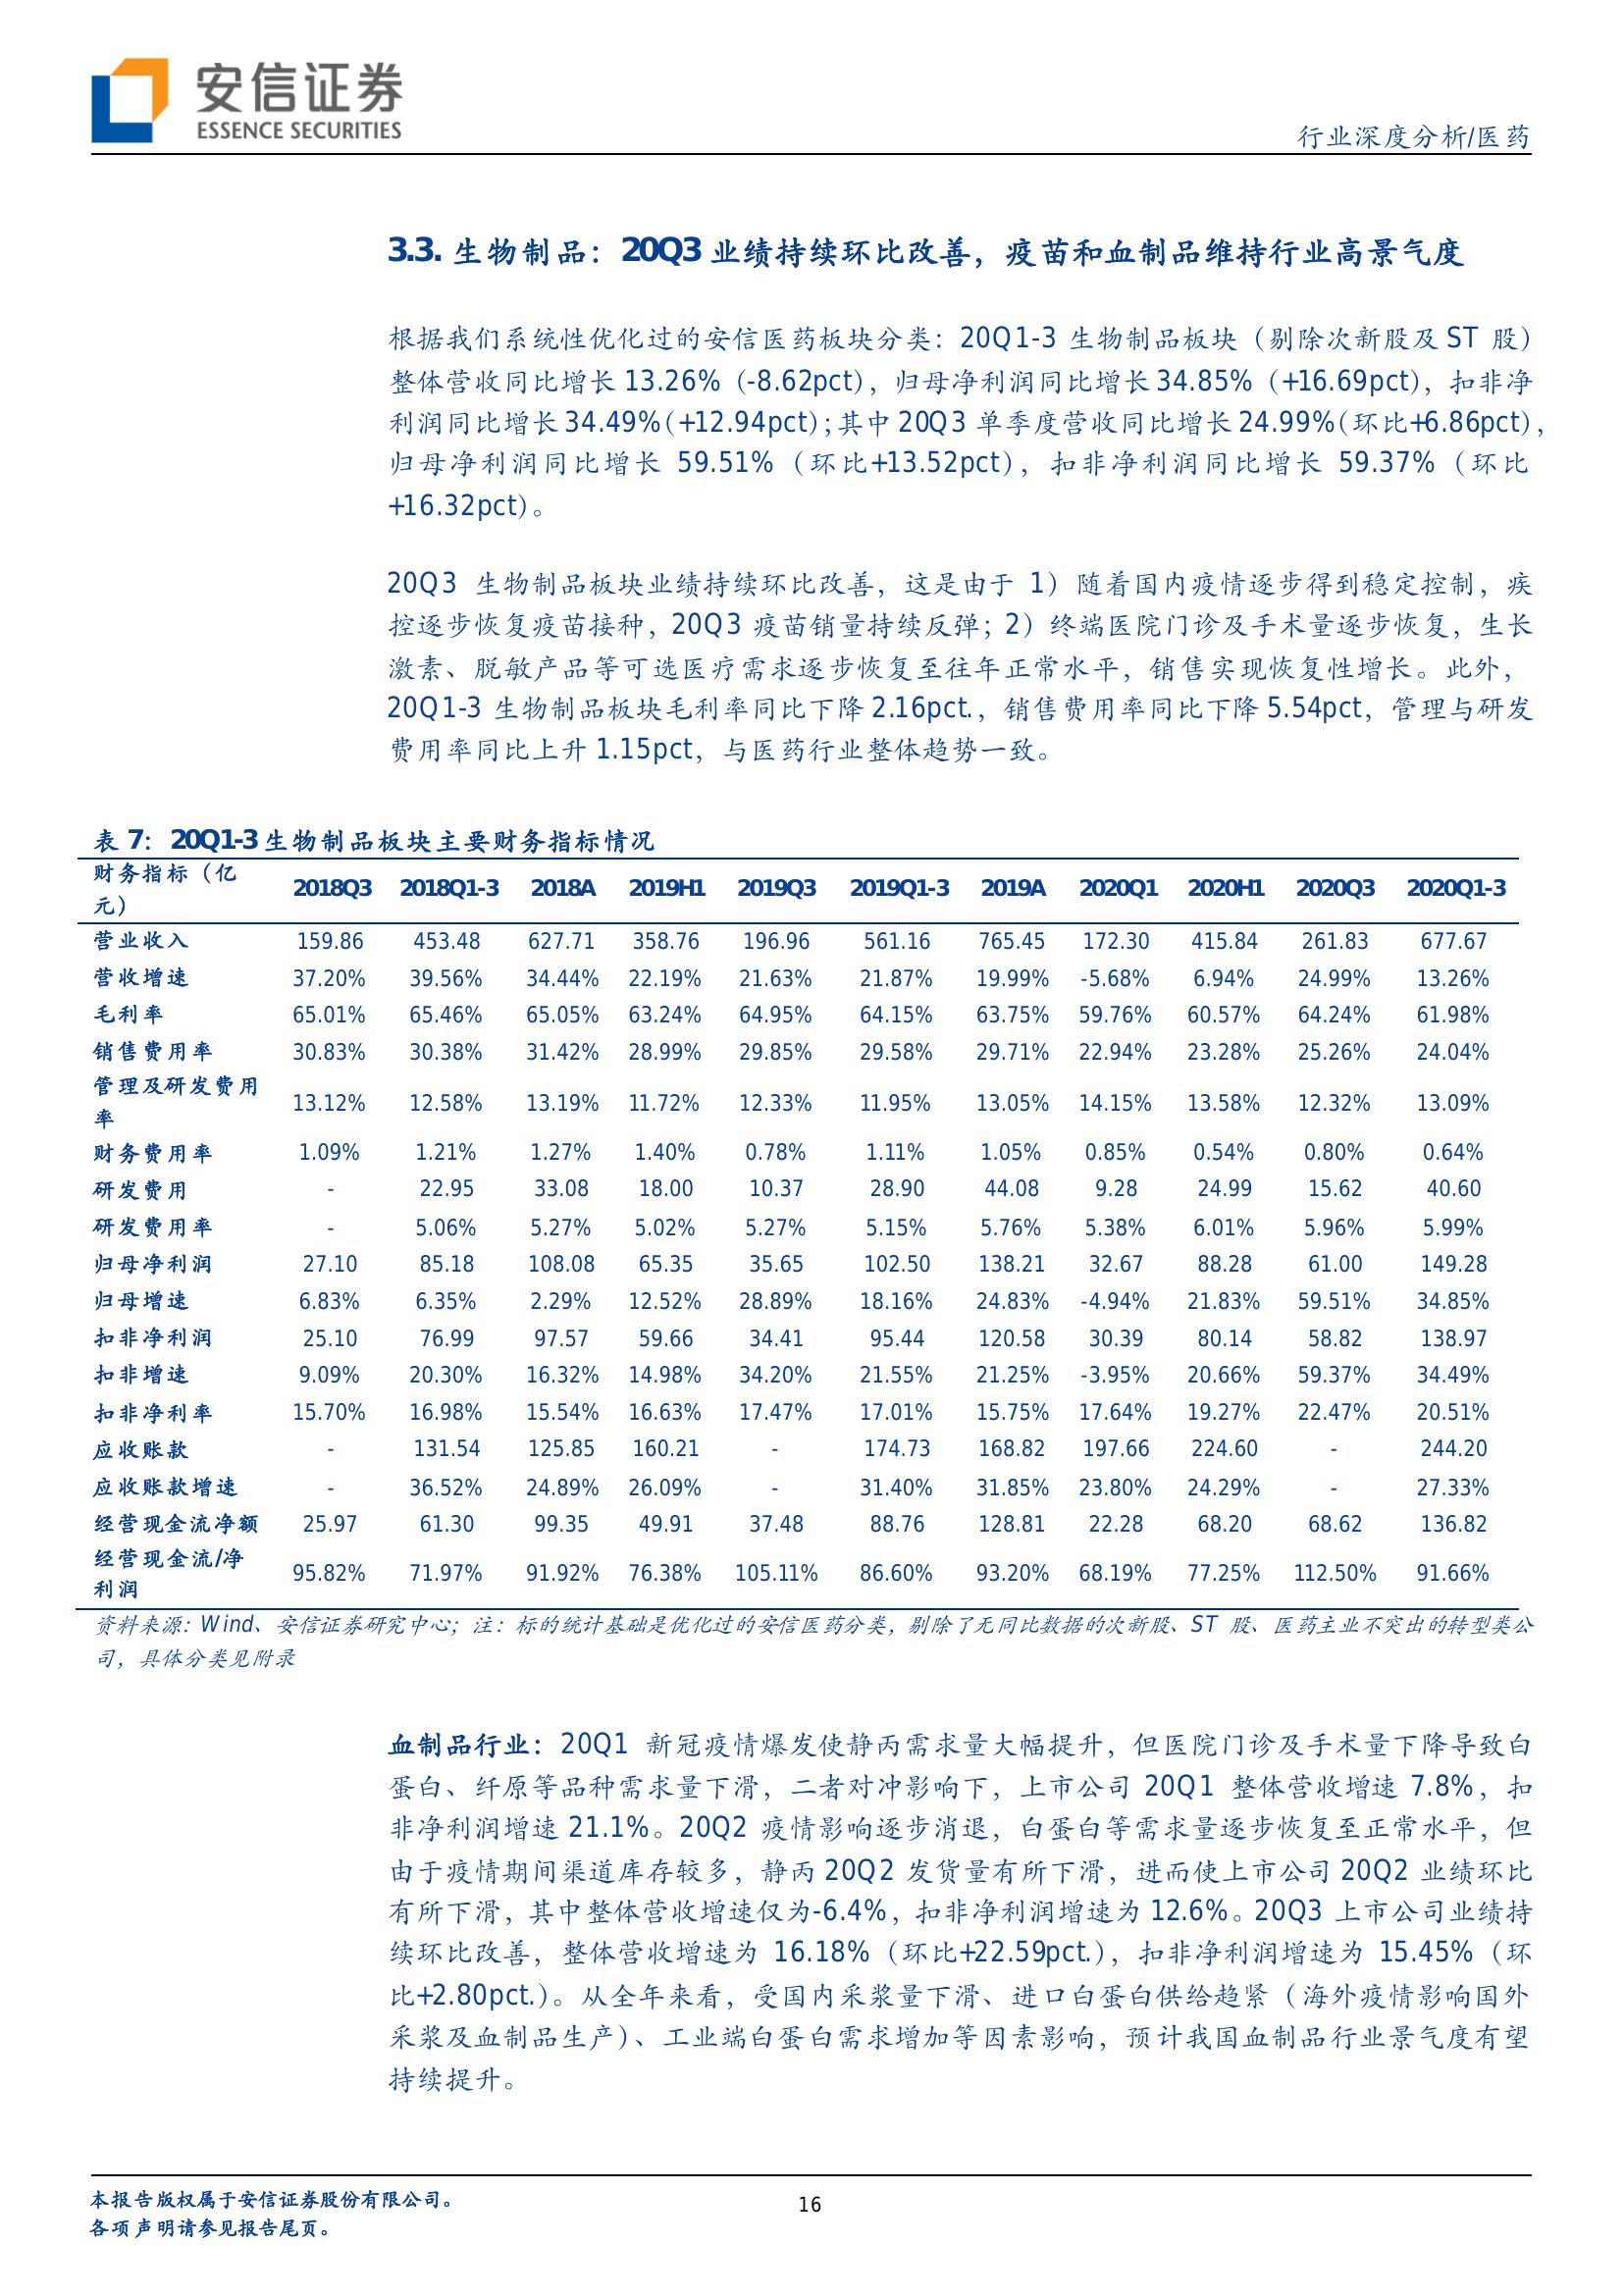 安信证券
ESSENCE SECURITIES
行业深度分析/医药
3.3. 生物制品：20Q3 业绩持续环比改善，疫苗和血制品维持行业高景气度
根据我们系统性优化过的安信医药板块分类：20Q1-3 生物制品板块（剔除次新股及 ST 股）
整体营收同比增长 13.26%（-8.62pct），归母净利润同比增长 34.85%（+16.69pct），扣非净
利润同比增长 34.49%（+12.94pct）；其中 20Q3 单季度营收同比增长 24.99%（环比+6.86pct），
归母净利润同比增长 59.51%（环比+13.52pct），扣非净利润同比增长 59.37%（环比
+16.32pct）。
20Q3 生物制品板块业绩持续环比改善，这是由于 1）随着国内疫情逐步得到稳定控制，疾
控逐步恢复疫苗接种，20Q3 疫苗销量持续反弹；2）终端医院门诊及手术量逐步恢复，生长
激素、脱敏产品等可选医疗需求逐步恢复至往年正常水平，销售实现恢复性增长。此外，
20Q1-3 生物制品板块毛利率同比下降 2.16pct.，销售费用率同比下降 5.54pct，管理与研发
费用率同比上升 1.15pct，与医药行业整体趋势一致。
表 7：20Q1-3 生物制品板块主要财务指标情况
财务指标（亿
元） 2018Q3 2018Q1-3 2018A 2019H1 2019Q3 2019Q1-3 2019A 2020Q1 2020H1 2020Q3 2020Q1-3
营业收入 159.86 453.48 627.71 358.76 196.96 561.16 765.45 172.30 415.84 261.83 677.67
营收增速 37.20% 39.56% 34.44% 22.19% 21.63% 21.87% 19.99% -5.68% 6.94% 24.99% 13.26%
毛利率 65.01% 65.46% 65.05% 63.24% 64.95% 64.15% 63.75% 59.76% 60.57% 64.24% 61.98%
销售费用率 30.83% 30.38% 31.42% 28.99% 29.85% 29.58% 29.71% 22.94% 23.28% 25.26% 24.04%
管理及研发费用
率 13.12% 12.58% 13.19% 11.72% 12.33% 11.95% 13.05% 14.15% 13.58% 12.32% 13.09%
财务费用率 1.09% 1.21% 1.27% 1.40% 0.78% 1.11% 1.05% 0.85% 0.54% 0.80% 0.64%
研发费用 - 22.95 33.08 18.00 10.37 28.90 44.08 9.28 24.99 15.62 40.60
研发费用率 - 5.06% 5.27% 5.02% 5.27% 5.15% 5.76% 5.38% 6.01% 5.96% 5.99%
归母净利润 27.10 85.18 108.08 65.35 35.65 102.50 138.21 32.67 88.28 61.00 149.28
归母增速 6.83% 6.35% 2.29% 12.52% 28.89% 18.16% 24.83% -4.94% 21.83% 59.51% 34.85%
扣非净利润 25.10 76.99 97.57 59.66 34.41 95.44 120.58 30.39 80.14 58.82 138.97
扣非增速 9.09% 20.30% 16.32% 14.98% 34.20% 21.55% 21.25% -3.95% 20.66% 59.37% 34.49%
扣非净利率 15.70% 16.98% 15.54% 16.63% 17.47% 17.01% 15.75% 17.64% 19.27% 22.47% 20.51%
应收账款 - 131.54 125.85 160.21 - 174.73 168.82 197.66 224.60 - 244.20
应收账款增速 - 36.52% 24.89% 26.09% - 31.40% 31.85% 23.80% 24.29% - 27.33%
经营现金流净额 25.97 61.30 99.35 49.91 37.48 88.76 128.81 22.28 68.20 68.62 136.82
经营现金流/净
利润 95.82% 71.97% 91.92% 76.38% 105.11% 86.60% 93.20% 68.19% 77.25% 112.50% 91.66%
资料来源：Wind、安信证券研究中心；注：标的统计基础是优化过的安信医药分类，剔除了无同比数据的次新股、ST 股、医药主业不突出的转型类公
司，具体分类见附录
血制品行业：20Q1 新冠疫情爆发使静丙需求量大幅提升，但医院门诊及手术量下降导致白
蛋白、纤原等品种需求量下滑，二者对冲影响下，上市公司 20Q1 整体营收增速 7.8%，扣
非净利润增速 21.1%。20Q2 疫情影响逐步消退，白蛋白等需求量逐步恢复至正常水平，但
由于疫情期间渠道库存较多，静丙 20Q2 发货量有所下滑，进而使上市公司 20Q2 业绩环比
有所下滑，其中整体营收增速仅为-6.4%，扣非净利润增速为 12.6%。20Q3 上市公司业绩持
续环比改善，整体营收增速为 16.18%（环比+22.59pct.），扣非净利润增速为 15.45%（环
比+2.80pct.）。从全年来看，受国内采浆量下滑、进口白蛋白供给趋紧（海外疫情影响国外
采浆及血制品生产）、工业端白蛋白需求增加等因素影响，预计我国血制品行业景气度有望
持续提升。
本报告版权属于安信证券股份有限公司。
各项声明请参见报告尾页。
16